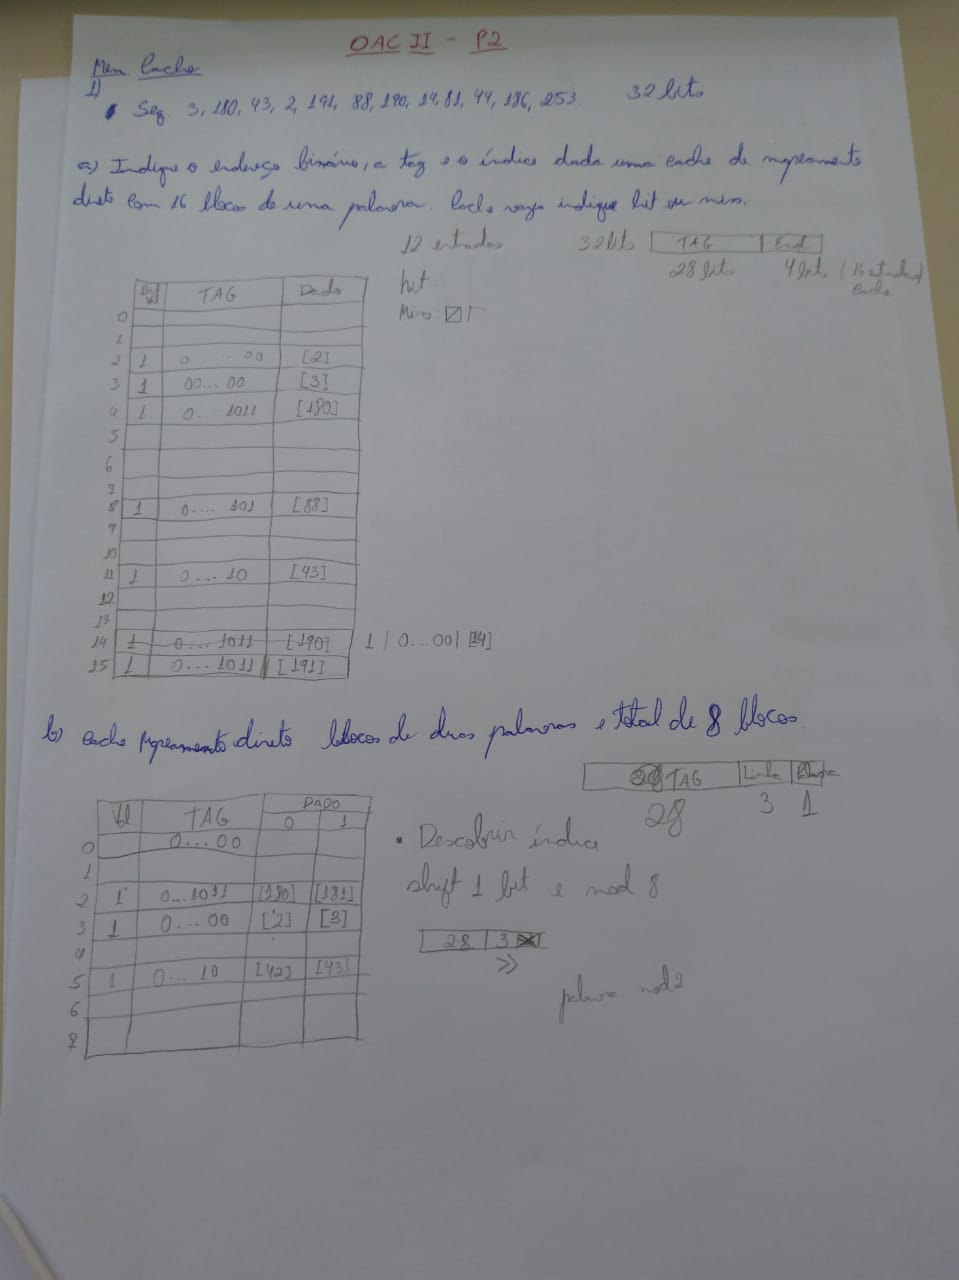 OAC II - P2
Mem. Cache
1)
• Seq. 3, 180, 43, 2, 191, 88, 190, 14, 81, 44, 186, 253. 32 bits
a) Indique o endereço binário, a tag e o índice dada uma cache de mapeamento
direto com 16 blocos de uma palavra. Cache vazia indique hit ou miss.
12 entradas 32 bits TAG End
28 bits 4 bits (16 entradas)
cache
hit
Miss:
Val TAG Dado
0
1
2 1 0...00 [2]
3 1 00...00 [3]
4 1 0...1011 [180]
5
6
7
8 1 0....101 [88]
9
10
11 1 0...10 [43]
12
13
14 1 0...1011 [190] 1 | 0...00 | [14]
15 1 0...1011 [191]
b) cache mapeamento direto blocos de duas palavras e total de 8 blocos.
TAG Linha Palavra
28 3 1
Val TAG DADO
0 1
0 0...00
1
2 1 0...1011 [180] [181]
3 1 0...00 [2] [3]
4
5 1 0...10 [42] [43]
6
7
• Descobrir índice
shift 1 bit e mod 8
28 3
>>
palavra mod 2